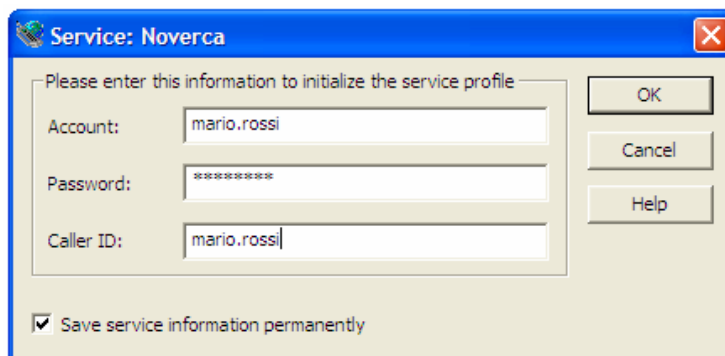 Service: Noverca
Please enter this information to initialize the service profile
OK
Account: mario.rossi
Cancel
Password: ********
Help
Caller ID: mario.rossi
Save service information permanently